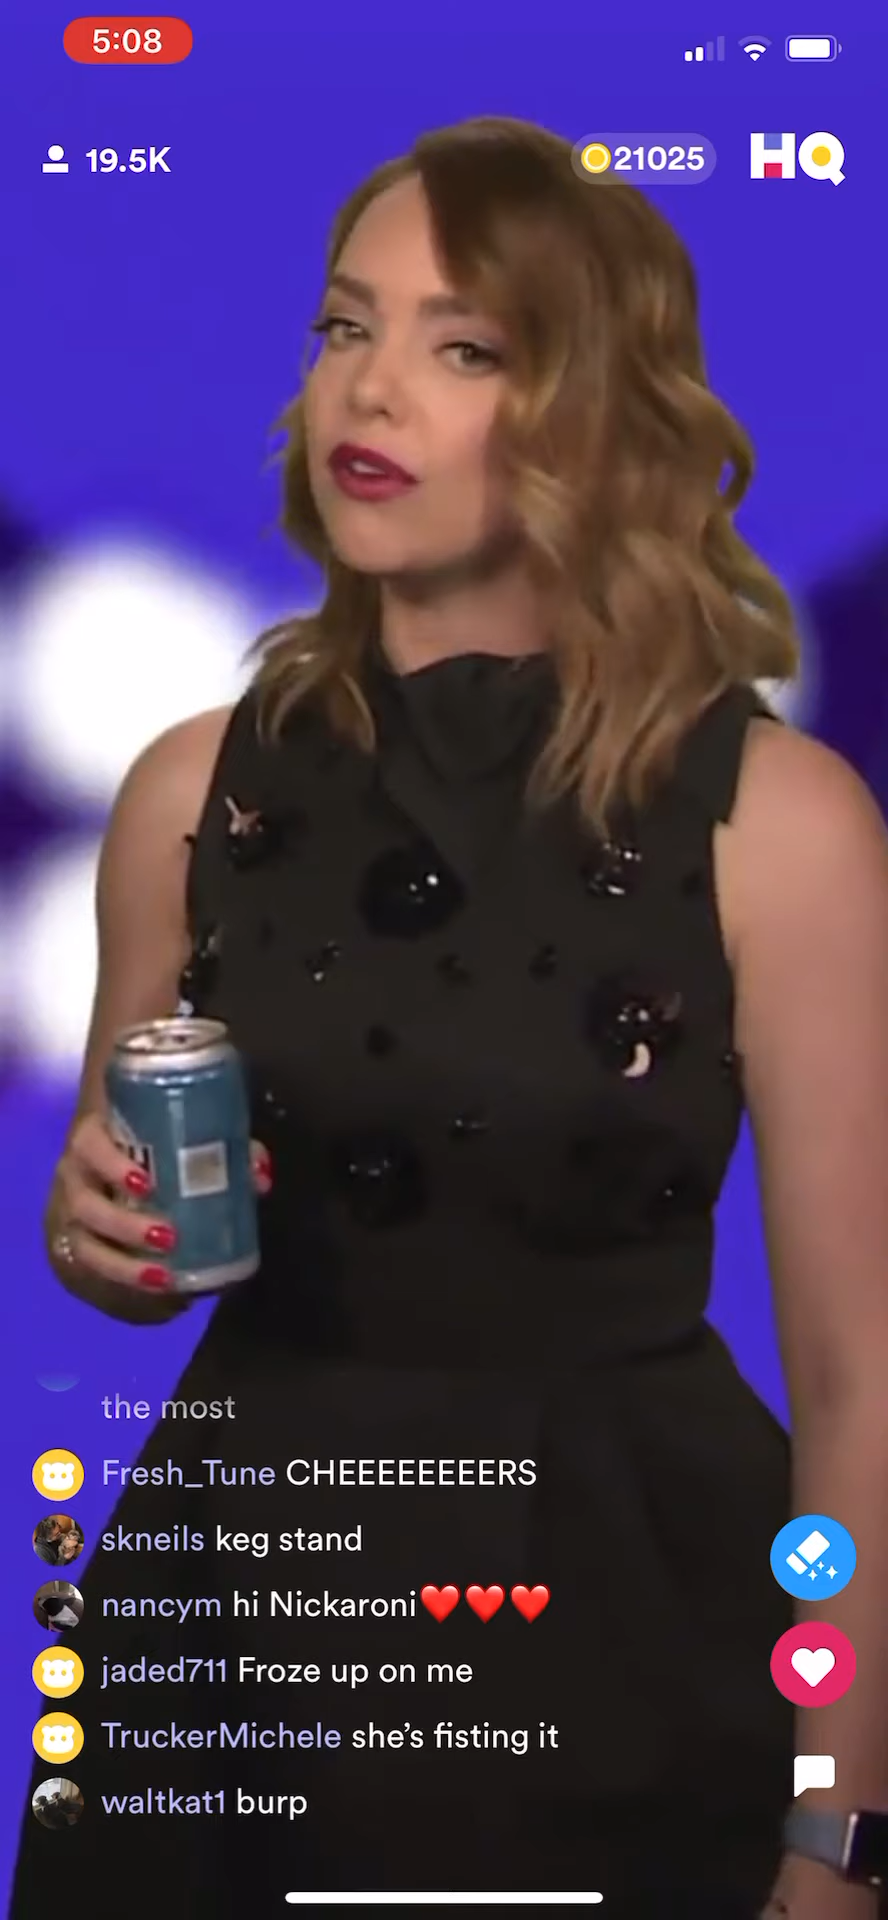 5:08
19.5K
21025
HQ
the most
Fresh_Tune CHEEEEEEEERS
skneils keg stand
nancym hi Nickaroni❤️❤️❤️
jaded711 Froze up on me
TruckerMichele she’s fisting it
waltkat1 burp